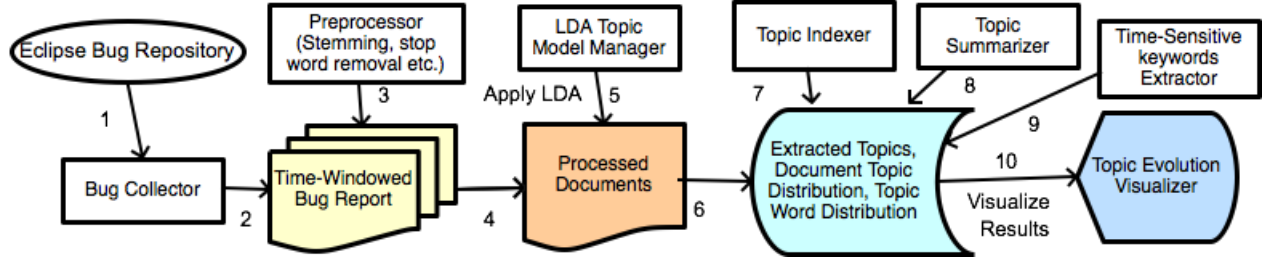 Eclipse Bug Repository
Preprocessor
(Stemming, stop
word removal etc.)
LDA Topic
Model Manager
Topic Indexer
Topic
Summarizer
Time-Sensitive
keywords
Extractor
1
3
Apply LDA
5
7
8
9
Bug Collector
2
Time-Windowed
Bug Report
4
Processed
Documents
6
Extracted Topics,
Document Topic
Distribution, Topic
Word Distribution
10
Visualize
Results
Topic Evolution
Visualizer